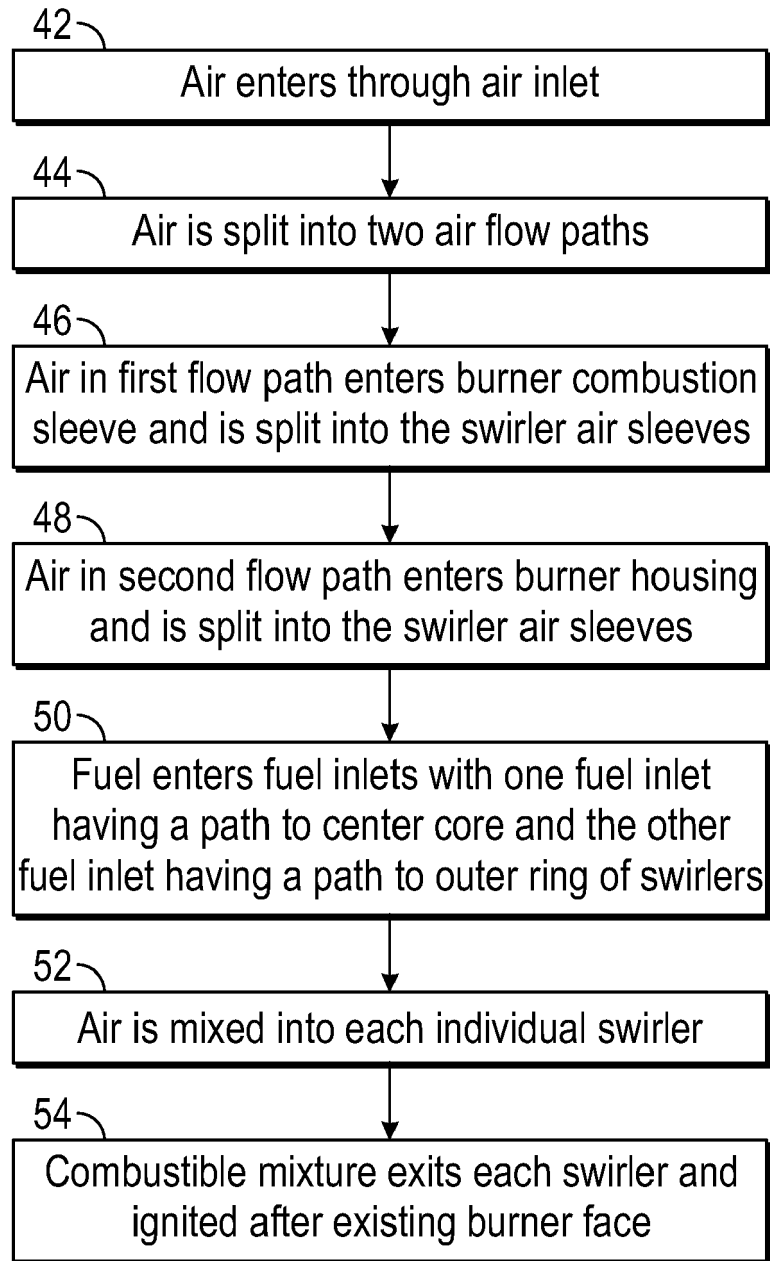 42
Air enters through air inlet
44
Air is split into two air flow paths
46
Air in first flow path enters burner combustion
sleeve and is split into the swirler air sleeves
48
Air in second flow path enters burner housing
and is split into the swirler air sleeves
50
Fuel enters fuel inlets with one fuel inlet
having a path to center core and the other
fuel inlet having a path to outer ring of swirlers
52
Air is mixed into each individual swirler
54
Combustible mixture exits each swirler and
ignited after existing burner face